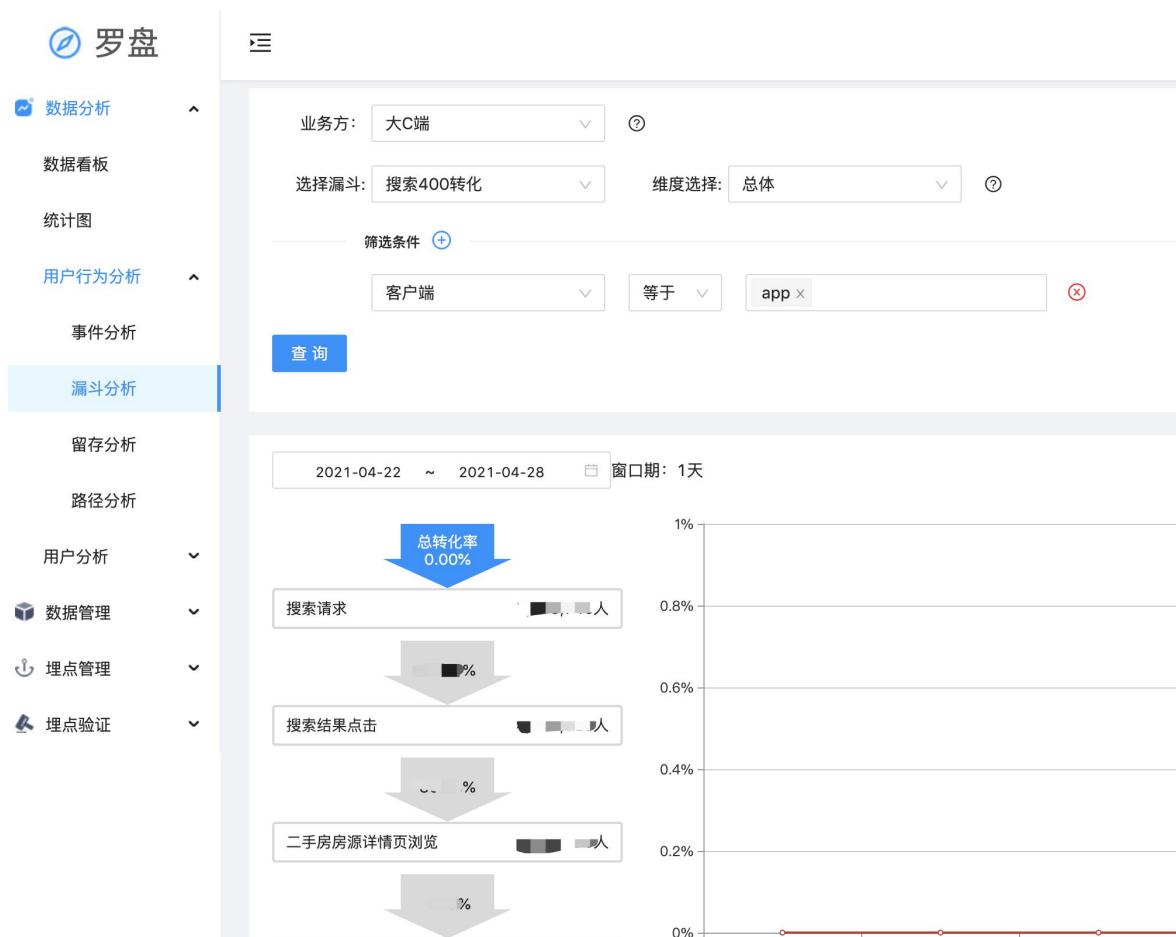 罗盘
数据分析
数据看板
统计图
用户行为分析
事件分析
漏斗分析
留存分析
路径分析
用户分析
数据管理
埋点管理
埋点验证
业务方： 大C端
选择漏斗: 搜索400转化 维度选择: 总体
筛选条件
客户端 等于 app x
查 询
2021-04-22 ~ 2021-04-28 窗口期：1天
总转化率
0.00%
搜索请求 人
%
搜索结果点击 人
%
二手房房源详情页浏览 人
%
1%
0.8%
0.6%
0.4%
0.2%
0%